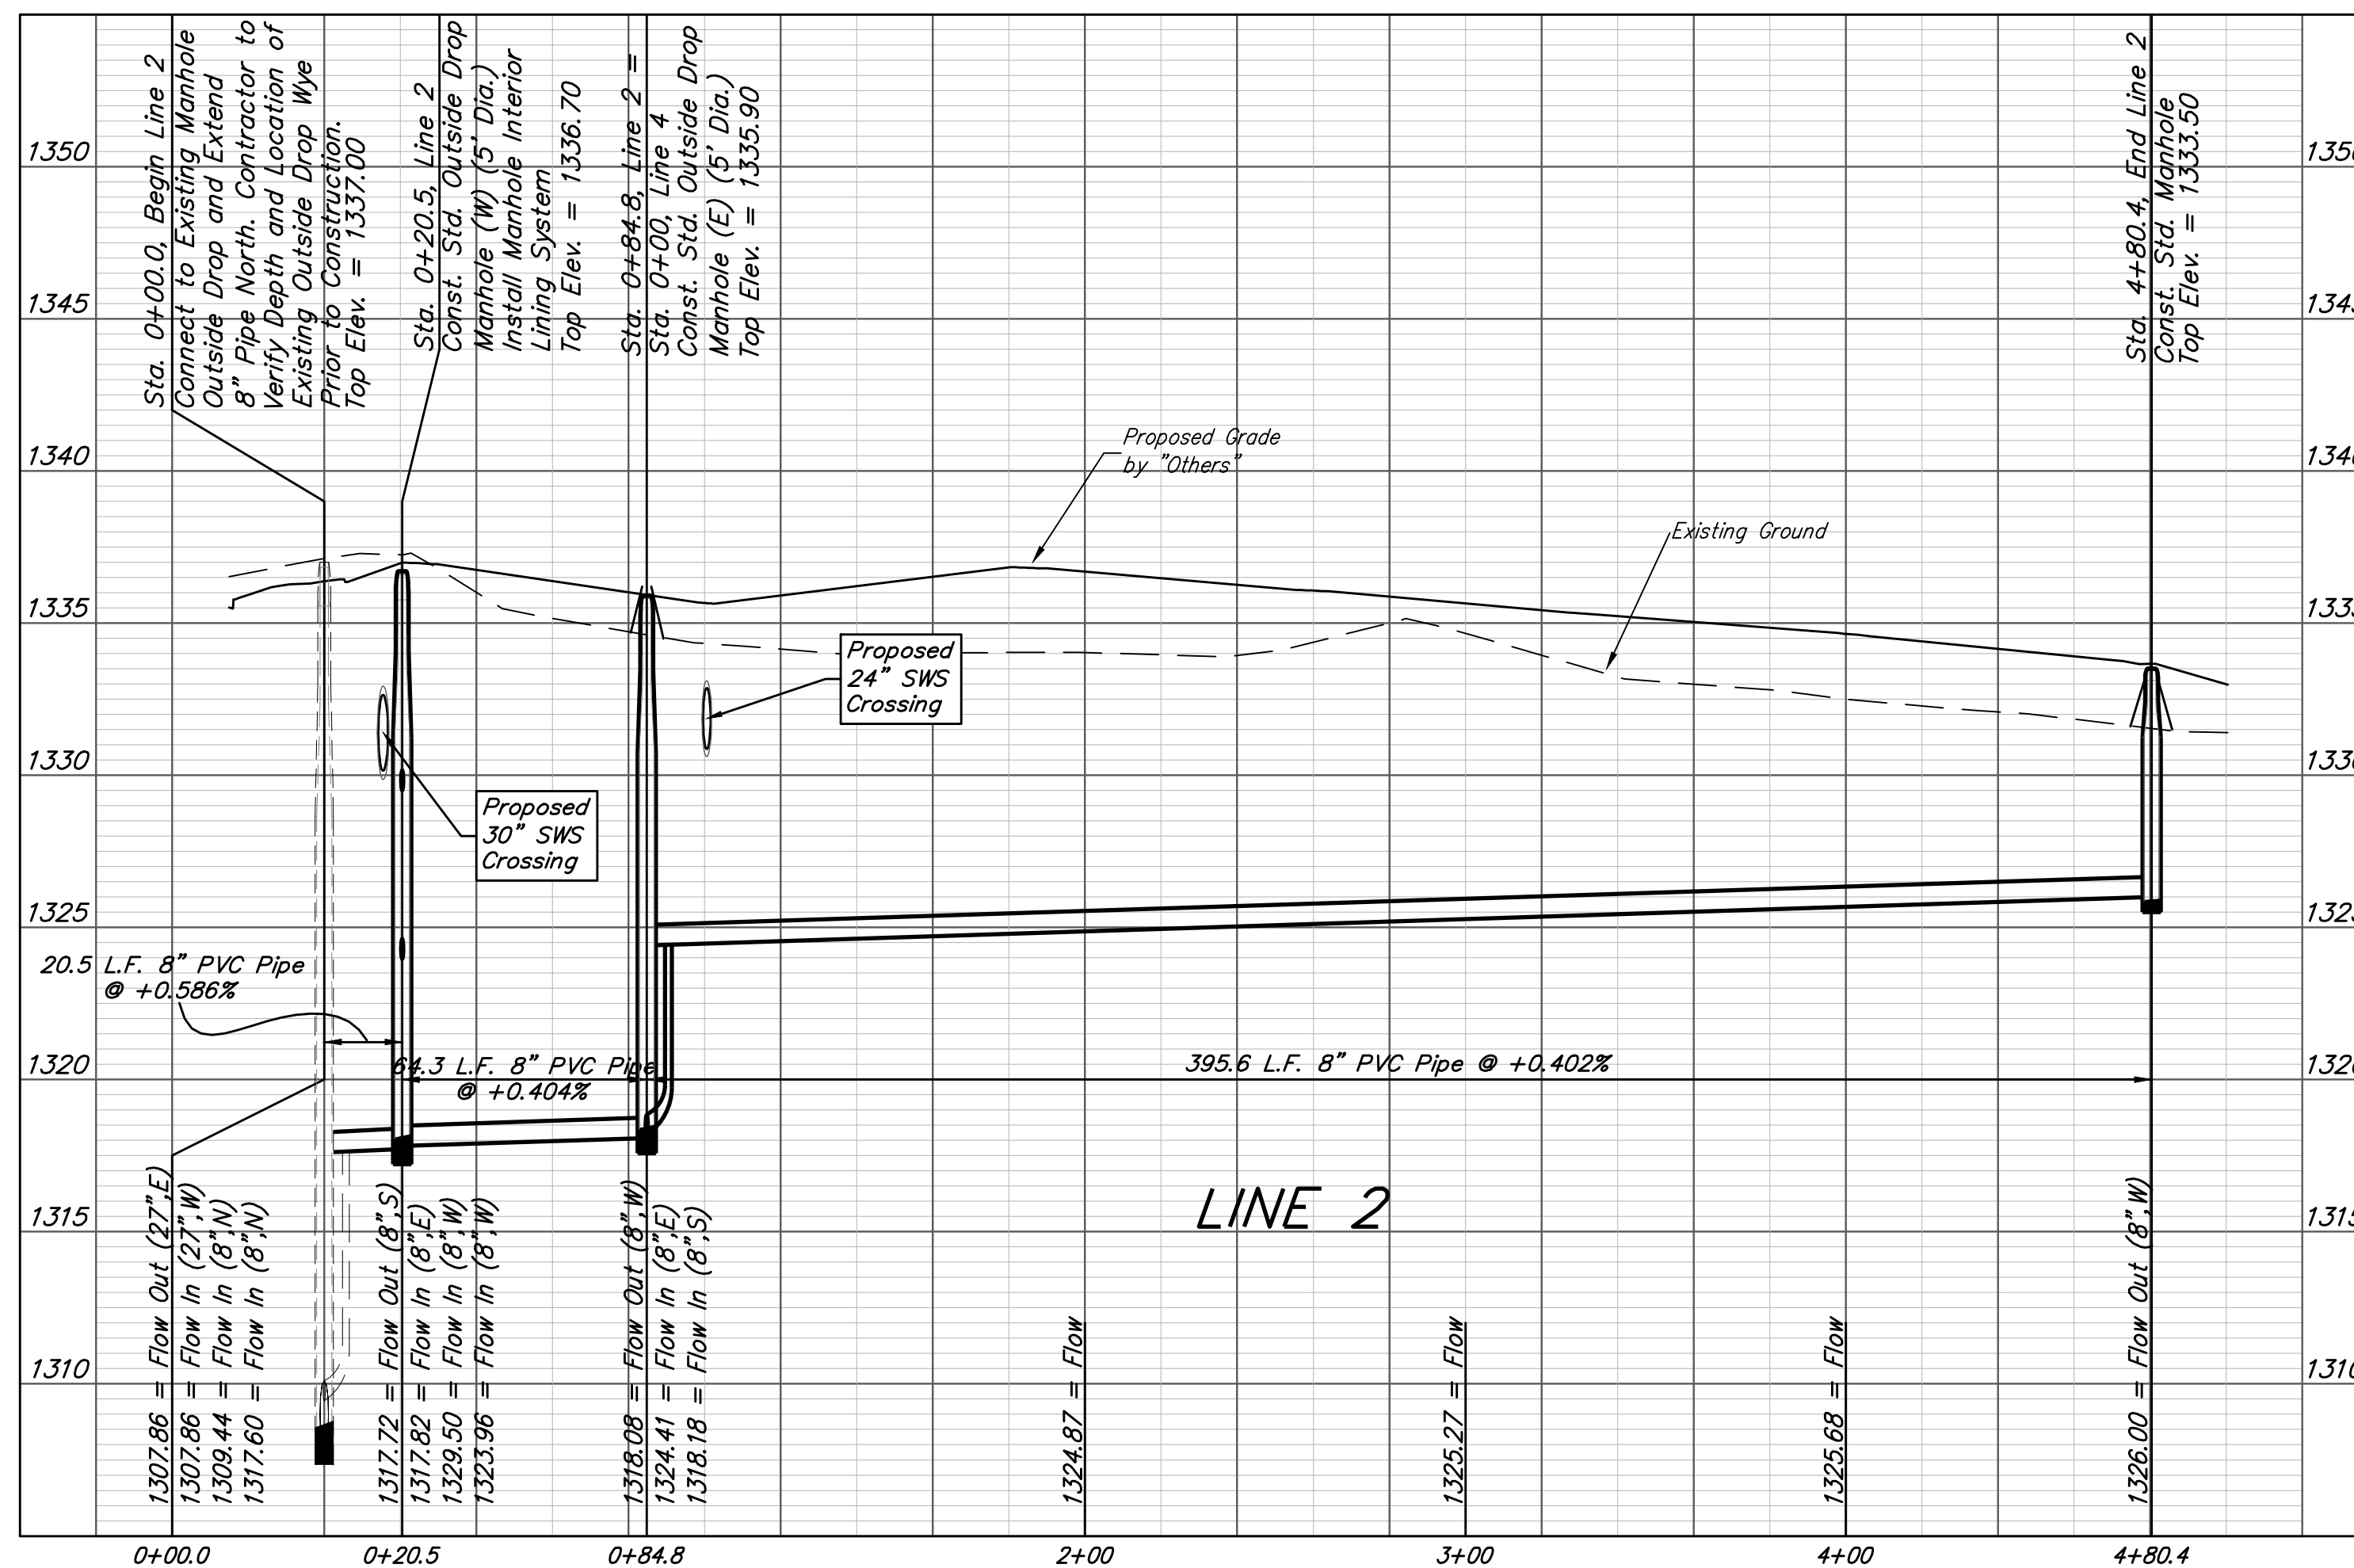 Sta. 0+00.0, Begin Line 2
Connect to Existing Manhole
Outside Drop and Extend
8" Pipe North. Contractor to
Verify Depth and Location of
Existing Outside Drop Wye
Prior to Construction.
Top Elev. = 1337.00
Sta. 0+20.5, Line 2
Const. Std. Outside Drop
Manhole (W) (5' Dia.)
Install Manhole Interior
Lining System
Top Elev. = 1336.70
Sta. 0+84.8, Line 2 =
Sta. 0+00, Line 4
Const. Std. Outside Drop
Manhole (E) (5' Dia.)
Top Elev. = 1335.90
Sta. 4+80.4, End Line 2
Const. Std. Manhole
Top Elev. = 1333.50
1350
1345
1340
1335
1330
1325
1320
1315
1310
Proposed Grade
by "Others"
Existing Ground
Proposed
24" SWS
Crossing
Proposed
30" SWS
Crossing
20.5 L.F. 8" PVC Pipe
@ +0.586%
64.3 L.F. 8" PVC Pipe
@ +0.404%
395.6 L.F. 8" PVC Pipe @ +0.402%
LINE 2
1307.86 = Flow Out (27",E)
1307.86 = Flow In (27",W)
1309.44 = Flow In (8",N)
1317.60 = Flow In (8",N)
1317.72 = Flow Out (8",S)
1317.82 = Flow In (8",E)
1329.50 = Flow In (8",W)
1323.96 = Flow In (8",W)
1318.08 = Flow Out (8",W)
1324.41 = Flow In (8",E)
1318.18 = Flow In (8",S)
1324.87 = Flow
1325.27 = Flow
1325.68 = Flow
1326.00 = Flow Out (8",W)
0+00.0
0+20.5
0+84.8
2+00
3+00
4+00
4+80.4